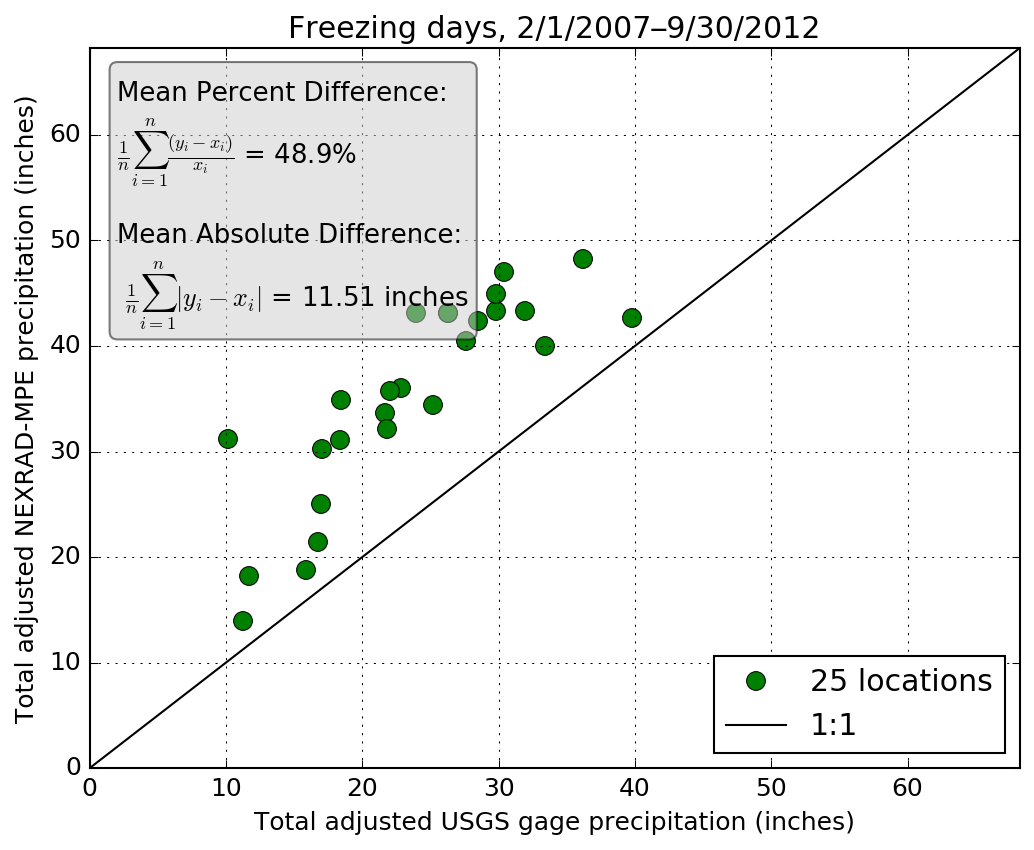 Freezing days, 2/1/2007–9/30/2012
Total adjusted NEXRAD-MPE precipitation (inches)
60
50
40
30
20
10
0
Mean Percent Difference:
1/n ∑_{i=1}^{n} (y_i − x_i)/x_i = 48.9%
Mean Absolute Difference:
1/n ∑_{i=1}^{n} |y_i − x_i| = 11.51 inches
25 locations
1:1
0 10 20 30 40 50 60
Total adjusted USGS gage precipitation (inches)